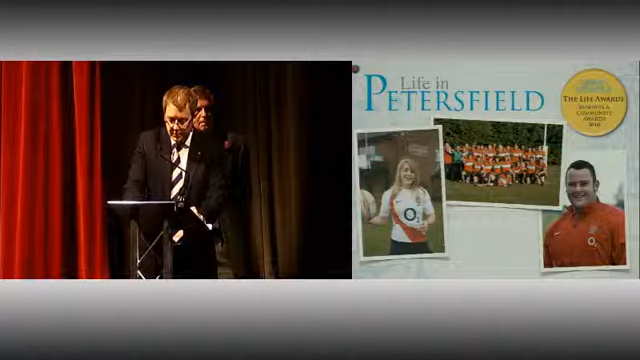 Life in
PETERSFIELD
THE LIFE AWARDS
BUSINESS &
COMMUNITY
AWARDS
2010
O2
O2